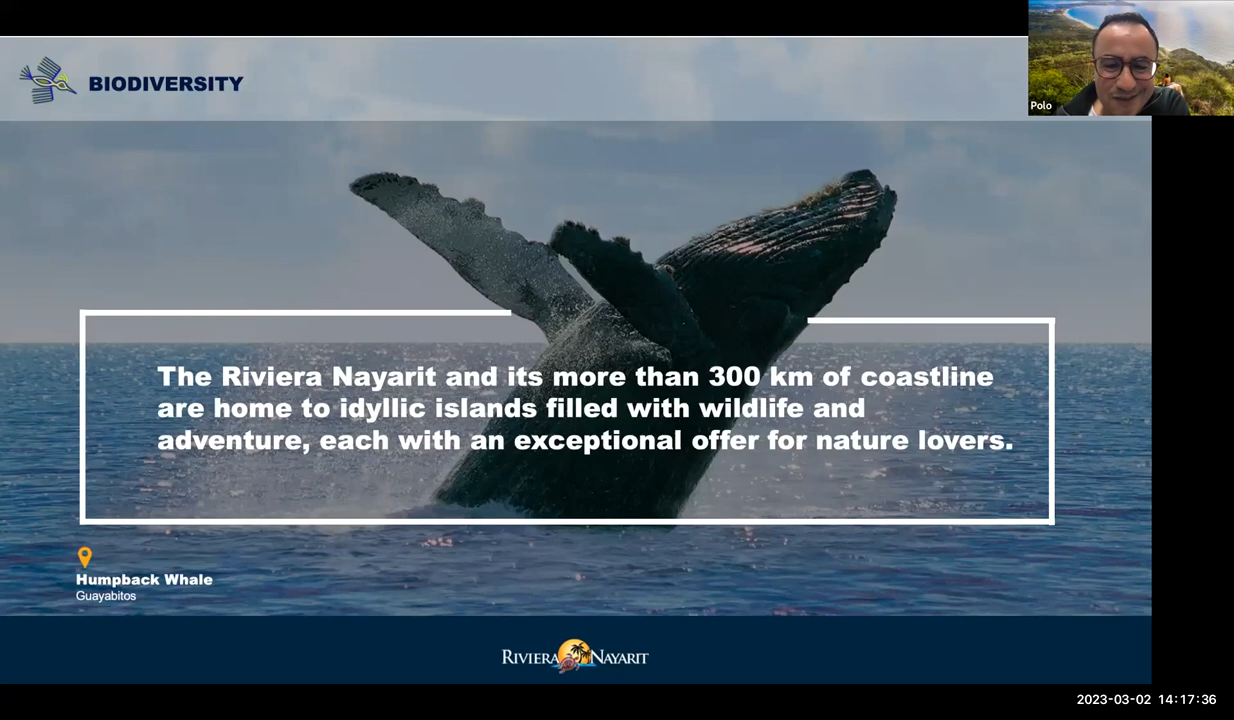 BIODIVERSITY
Polo
The Riviera Nayarit and its more than 300 km of coastline
are home to idyllic islands filled with wildlife and
adventure, each with an exceptional offer for nature lovers.
Humpback Whale
Guayabitos
RIVIERA NAYARIT
2023-03-02 14:17:36